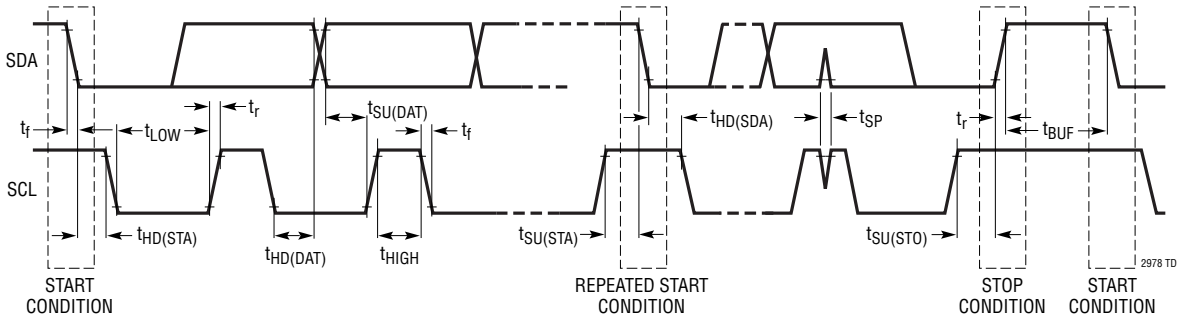 SDA
tf
tLOW
tr
tSU(DAT)
tf
tHD(SDA)
tSP
tr
tBUF
SCL
tHD(STA)
tHD(DAT)
tHIGH
tSU(STA)
tSU(STO)
2978 TD
START
CONDITION
REPEATED START
CONDITION
STOP
CONDITION
START
CONDITION